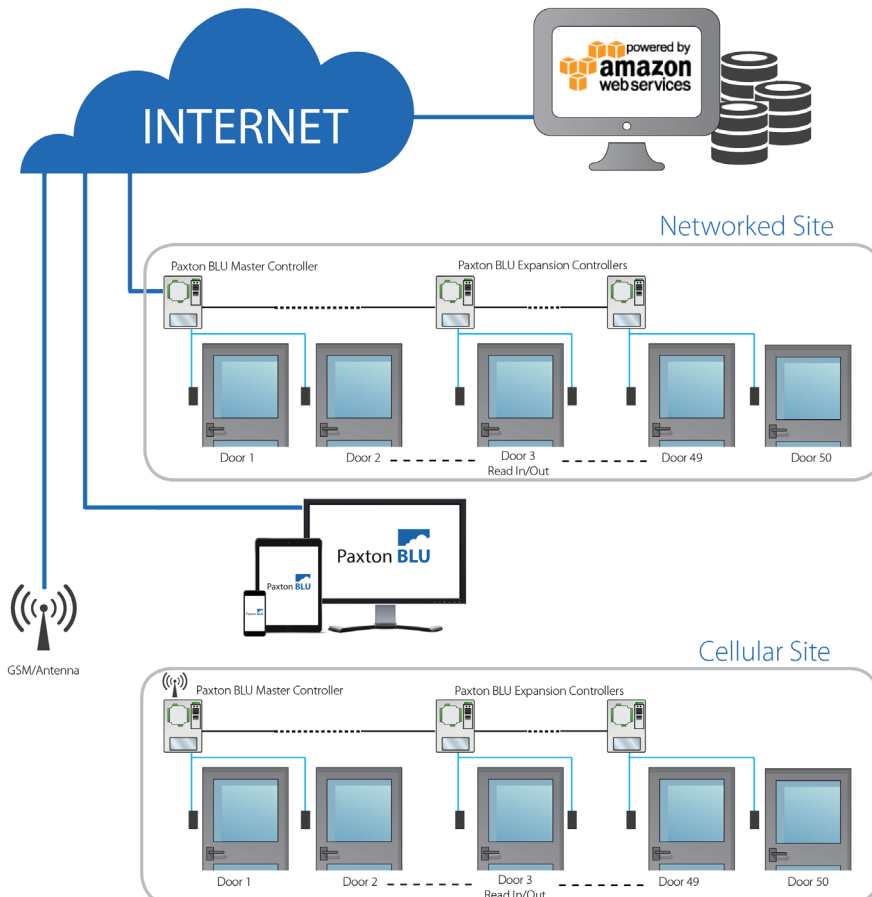 INTERNET
powered by
amazon
web services
Networked Site
Paxton BLU Master Controller
Paxton BLU Expansion Controllers
Door 1
Door 2
Door 3
Read In/Out
Door 49
Door 50
Paxton BLU
Paxton BLU
Paxton BLU
GSM/Antenna
Cellular Site
Paxton BLU Master Controller
Paxton BLU Expansion Controllers
Door 1
Door 2
Door 3
Read In/Out
Door 49
Door 50